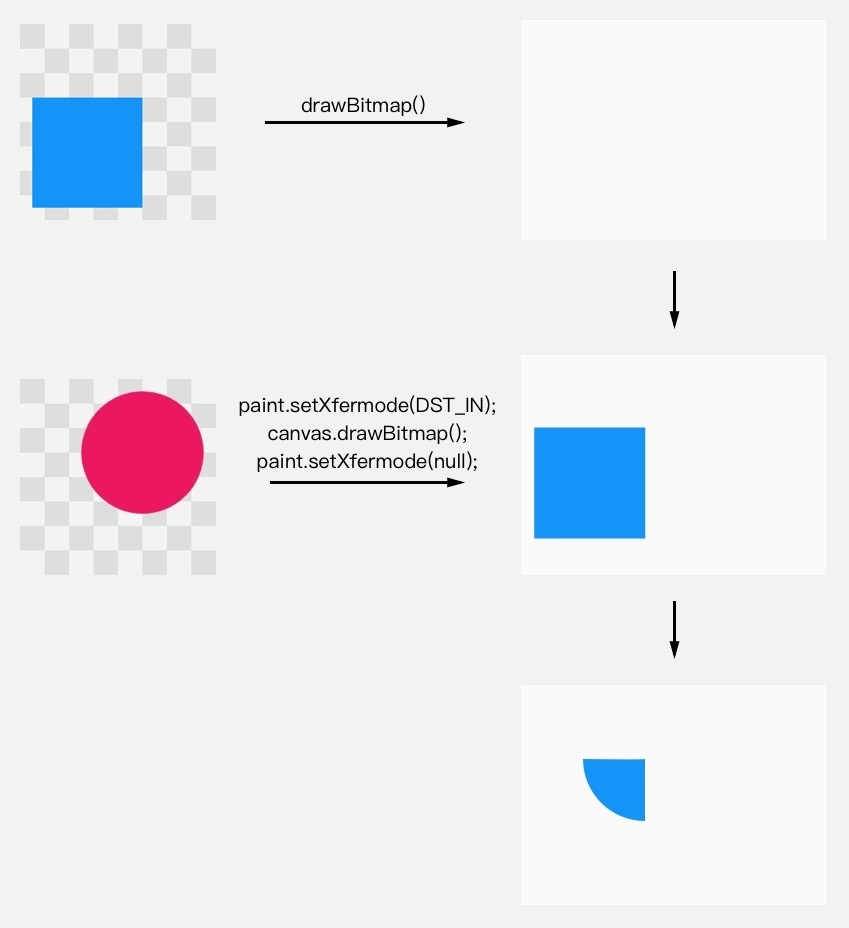 drawBitmap()
paint.setXfermode(DST_IN);
canvas.drawBitmap();
paint.setXfermode(null);